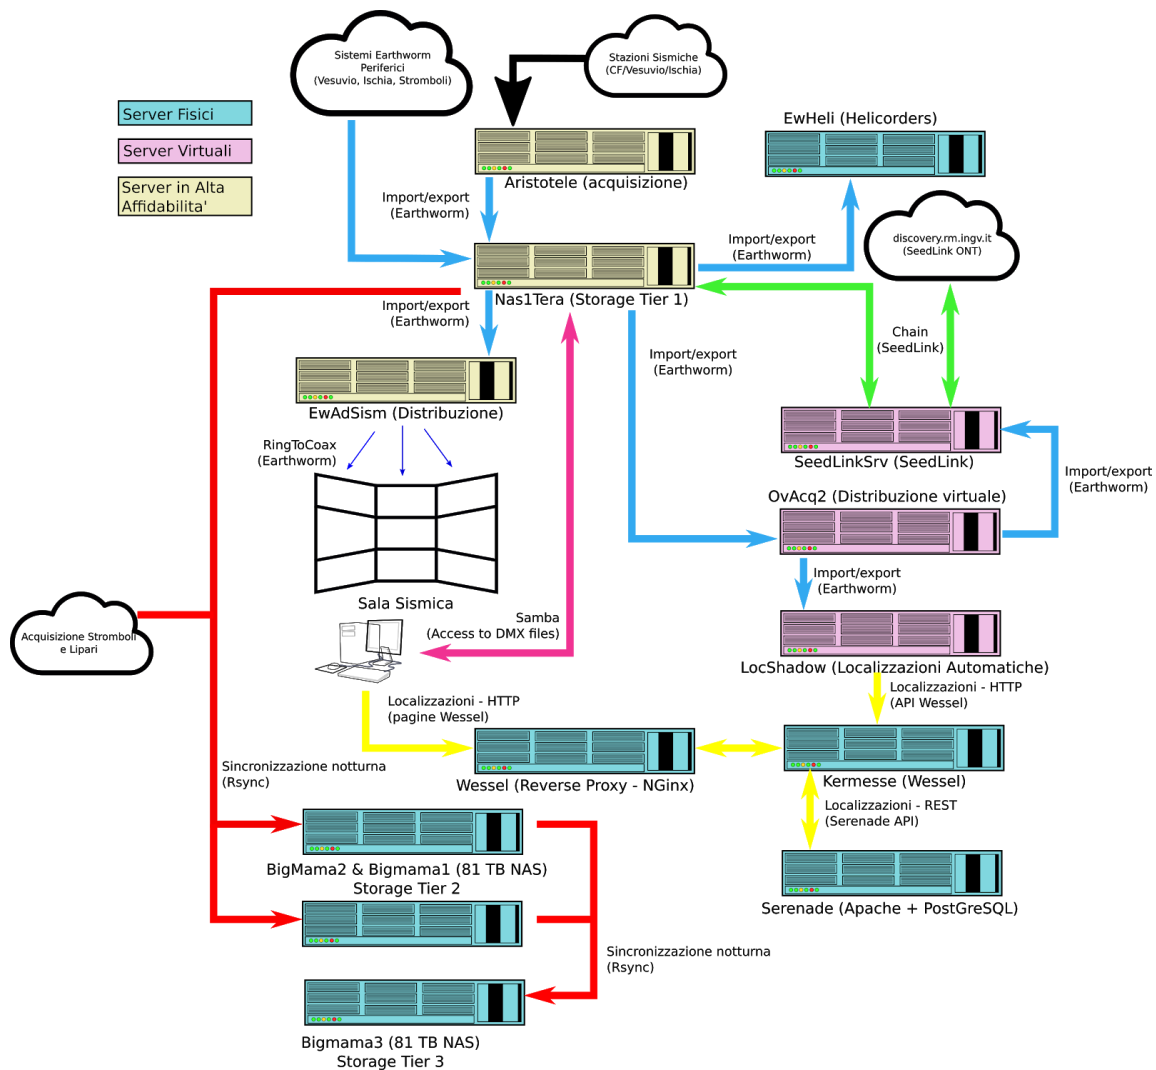 Sistemi Earthworm
Periferici
(Vesuvio, Ischia, Stromboli)
Stazioni Sismiche
(CF/Vesuvio/Ischia)
Server Fisici
Server Virtuali
Server in Alta
Affidabilita'
EwHeli (Helicorders)
Aristotele (acquisizione)
Import/export
(Earthworm)
Import/export
(Earthworm)
discovery.rm.ingv.it
(SeedLink ONT)
Nas1Tera (Storage Tier 1)
Import/export
(Earthworm)
Chain
(SeedLink)
Import/export
(Earthworm)
EwAdSism (Distribuzione)
RingToCoax
(Earthworm)
SeedLinkSrv (SeedLink)
Import/export
(Earthworm)
OvAcq2 (Distribuzione virtuale)
Import/export
(Earthworm)
Sala Sismica
Samba
(Access to DMX files)
Acquisizione Stromboli
e Lipari
LocShadow (Localizzazioni Automatiche)
Localizzazioni - HTTP
(API Wessel)
Localizzazioni - HTTP
(pagine Wessel)
Sincronizzazione notturna
(Rsync)
Wessel (Reverse Proxy - NGinx)
Kermesse (Wessel)
Localizzazioni - REST
(Serenade API)
BigMama2 & Bigmama1 (81 TB NAS)
Storage Tier 2
Serenade (Apache + PostGreSQL)
Sincronizzazione notturna
(Rsync)
Bigmama3 (81 TB NAS)
Storage Tier 3